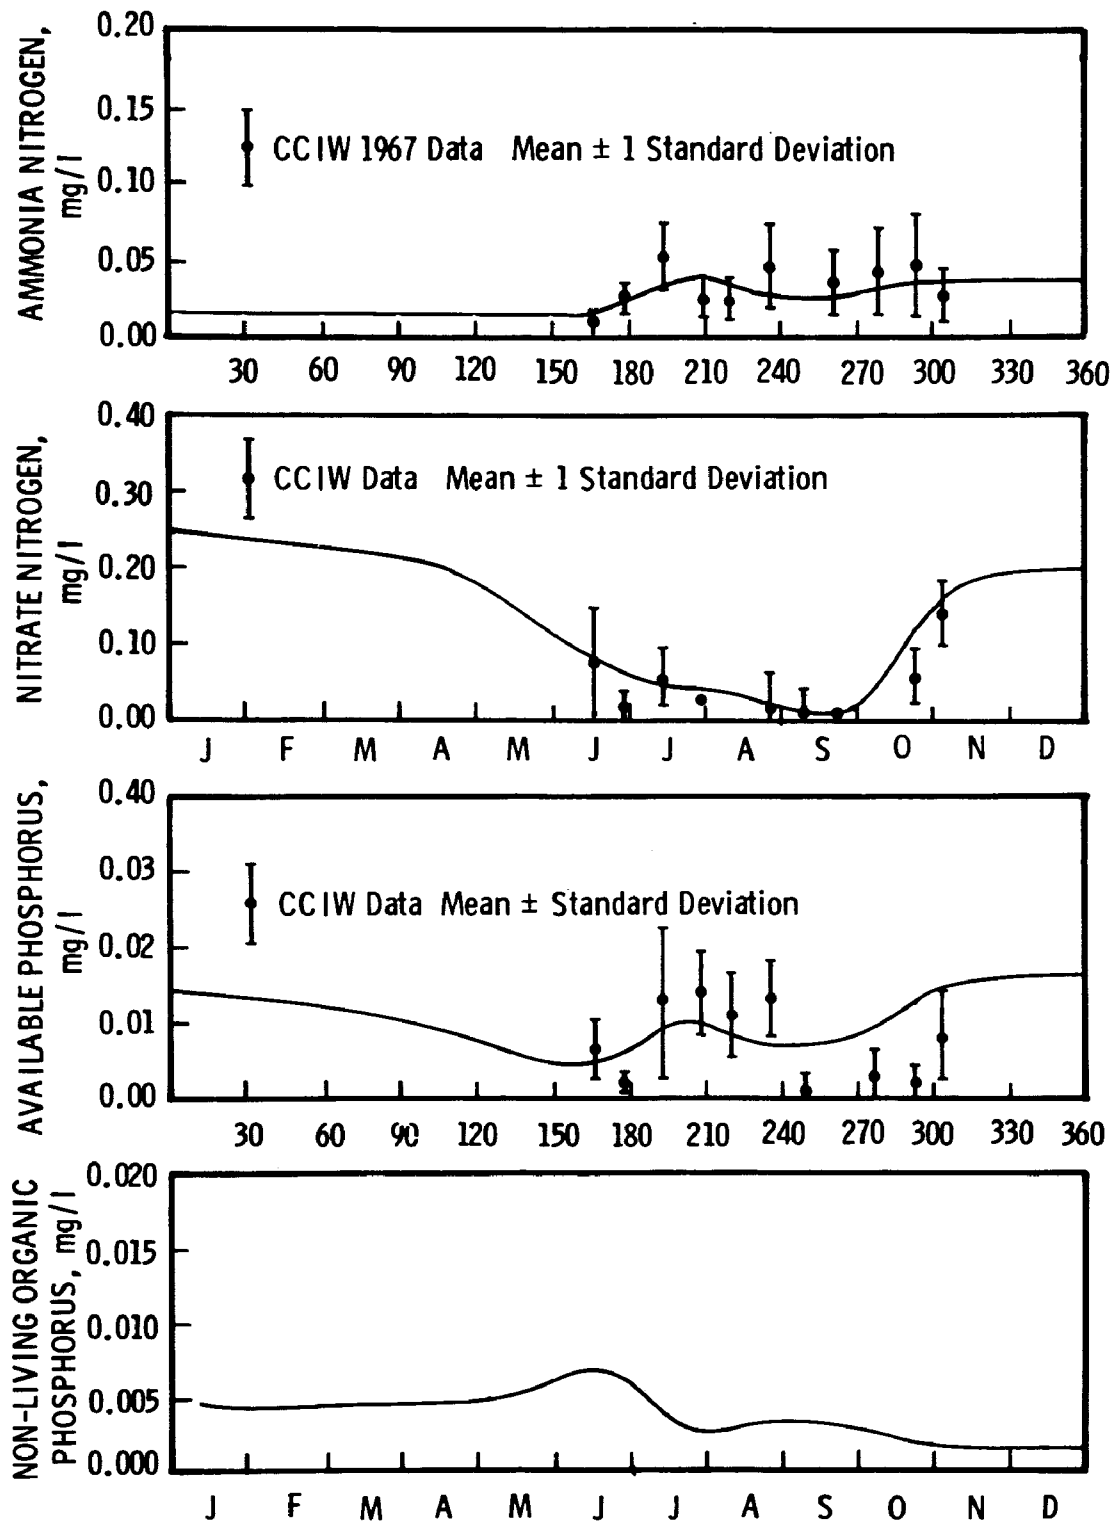 AMMONIA NITROGEN,
mg/l
0.20
0.15
0.10
0.05
0.00
CCIW 1967 Data Mean ± 1 Standard Deviation
30 60 90 120 150 180 210 240 270 300 330 360
NITRATE NITROGEN,
mg/l
0.40
0.30
0.20
0.10
0.00
CCIW Data Mean ± 1 Standard Deviation
J F M A M J J A S O N D
AVAILABLE PHOSPHORUS,
mg/l
0.40
0.03
0.02
0.01
0.00
CCIW Data Mean ± Standard Deviation
30 60 90 120 150 180 210 240 270 300 330 360
NON-LIVING ORGANIC
PHOSPHORUS, mg/l
0.020
0.015
0.010
0.005
0.000
J F M A M J J A S O N D